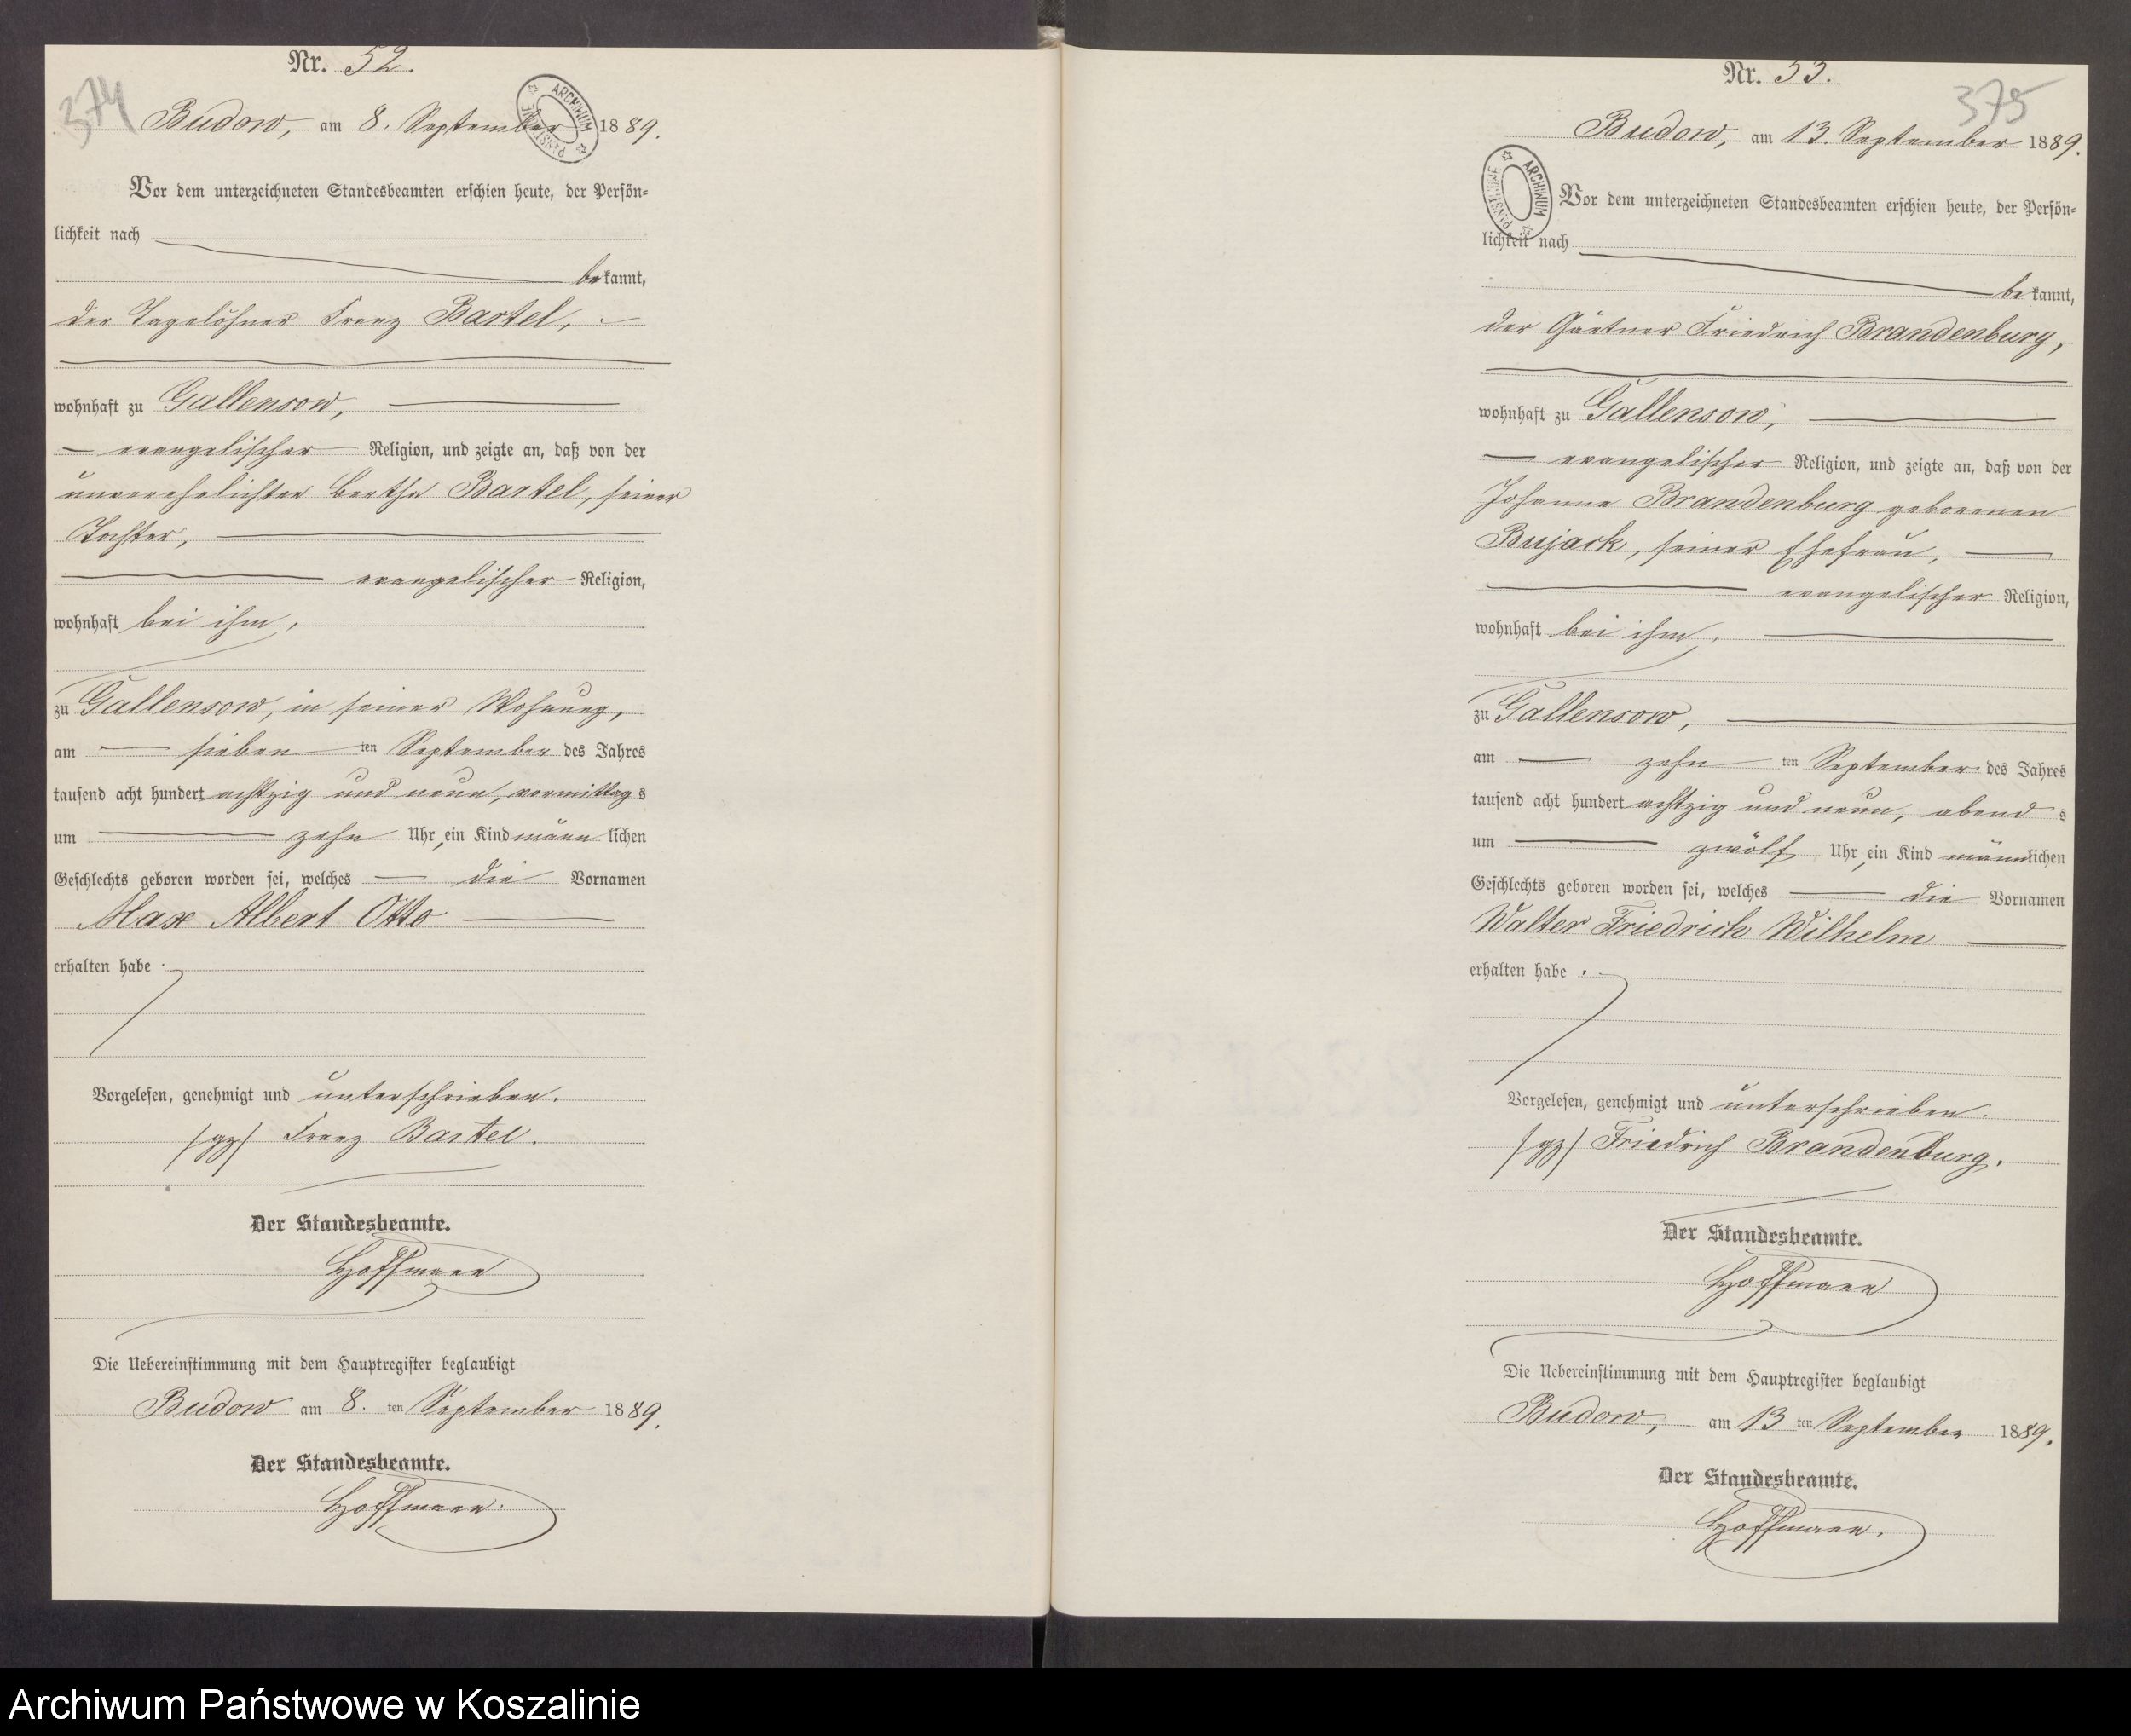 Nr. 52.
374
Budow, am 8. September 1889.
ARCHIWUM PAŃSTWOWE
Vor dem unterzeichneten Standesbeamten erschien heute, der Persön-
lichkeit nach
bekannt,
der Tagelöhner Franz Bartel,
wohnhaft zu Gallensow,
evangelischer Religion, und zeigte an, daß von der
unverehelichten Bertha Bartel, seiner
Tochter,
evangelischer Religion,
wohnhaft bei ihm,
zu Gallensow, in seiner Wohnung,
am sieben ten September des Jahres
tausend acht hundert achtzig und neun, vormittags
um zehn Uhr, ein Kind männlichen
Geschlechts geboren worden sei, welches die Vornamen
Max Albert Otto
erhalten habe.
Vorgelesen, genehmigt und unterschrieben.
/gz/ Franz Bartel.
Der Standesbeamte.
Hoffmann
Die Uebereinstimmung mit dem Hauptregister beglaubigt
Budow am 8. ten September 1889.
Der Standesbeamte.
Hoffmann.
Nr. 53.
375
Budow, am 13. September 1889.
ARCHIWUM PAŃSTWOWE
Vor dem unterzeichneten Standesbeamten erschien heute, der Persön-
lichkeit nach
bekannt,
der Gärtner Friedrich Brandenburg,
wohnhaft zu Gallensow,
evangelischer Religion, und zeigte an, daß von der
Johanna Brandenburg geborenen
Bujack, seiner Ehefrau,
evangelischer Religion,
wohnhaft bei ihm,
zu Gallensow,
am zehn ten September des Jahres
tausend acht hundert achtzig und neun, abends
um zwölf Uhr, ein Kind männlichen
Geschlechts geboren worden sei, welches die Vornamen
Walter Friedrich Wilhelm
erhalten habe.
Vorgelesen, genehmigt und unterschrieben.
/gz/ Friedrich Brandenburg.
Der Standesbeamte.
Hoffmann
Die Uebereinstimmung mit dem Hauptregister beglaubigt
Budow, am 13 ten September 1889.
Der Standesbeamte.
Hoffmann.
Archiwum Państwowe w Koszalinie